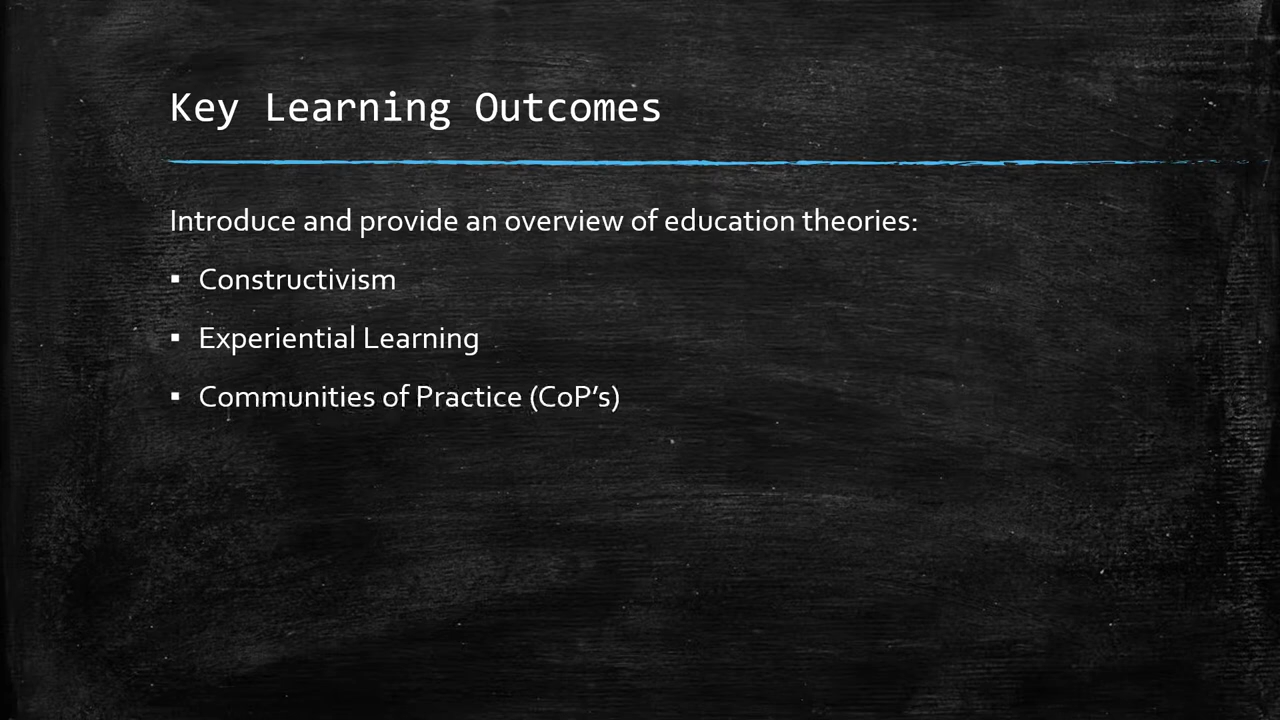 Key Learning Outcomes
Introduce and provide an overview of education theories:
▪ Constructivism
▪ Experiential Learning
▪ Communities of Practice (CoP’s)